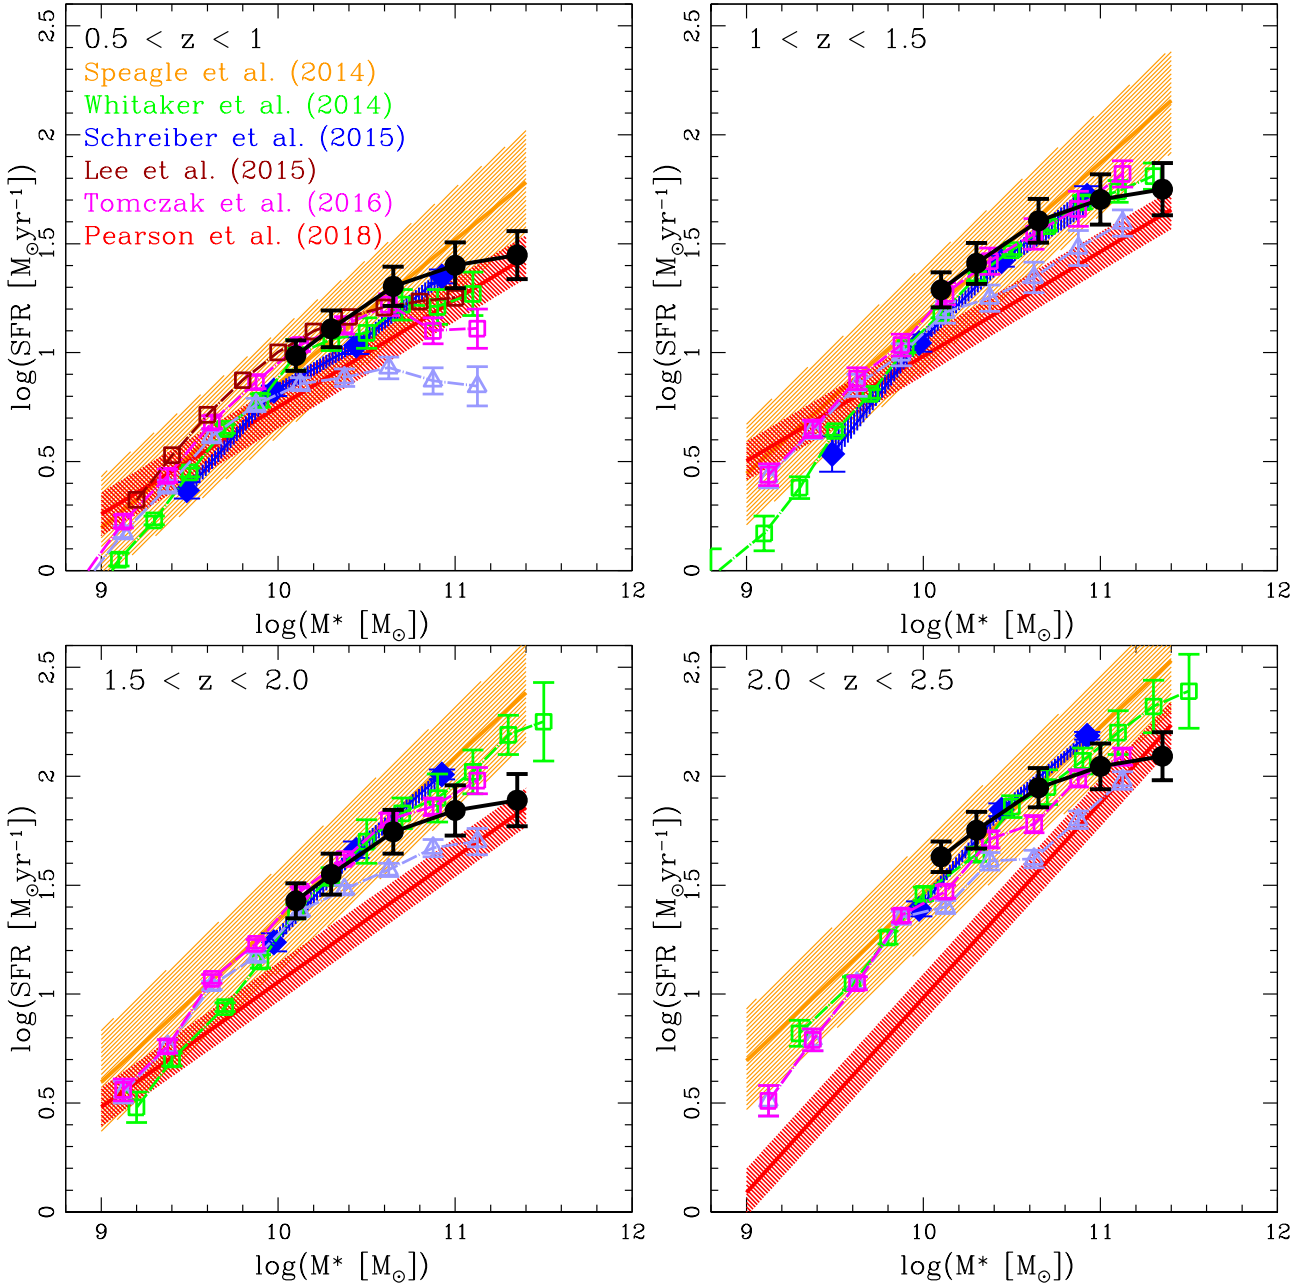 0.5 < z < 1
Speagle et al. (2014)
Whitaker et al. (2014)
Schreiber et al. (2015)
Lee et al. (2015)
Tomczak et al. (2016)
Pearson et al. (2018)
log(SFR [M⊙yr⁻¹])
0 0.5 1 1.5 2 2.5
9 10 11 12
log(M* [M⊙])
1 < z < 1.5
log(SFR [M⊙yr⁻¹])
0 0.5 1 1.5 2 2.5
9 10 11 12
log(M* [M⊙])
1.5 < z < 2.0
log(SFR [M⊙yr⁻¹])
0 0.5 1 1.5 2 2.5
9 10 11 12
log(M* [M⊙])
2.0 < z < 2.5
log(SFR [M⊙yr⁻¹])
0 0.5 1 1.5 2 2.5
9 10 11 12
log(M* [M⊙])